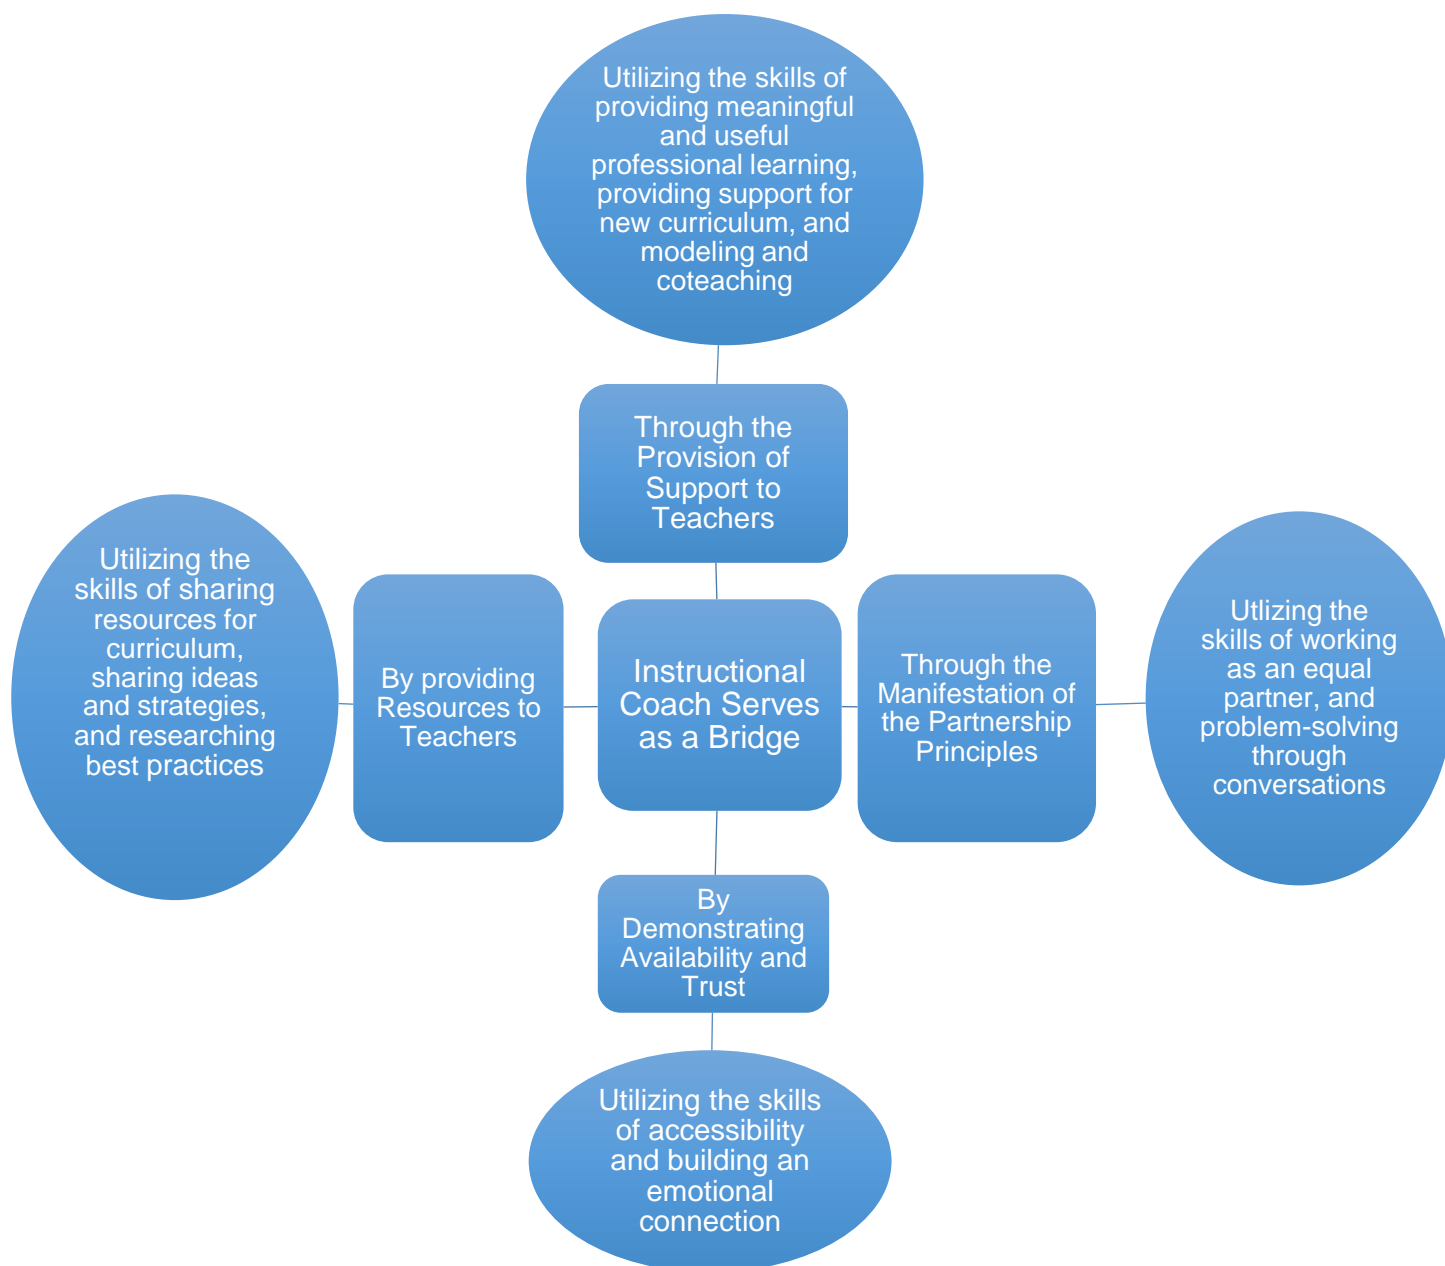 Utilizing the skills of
providing meaningful
and useful
professional learning,
providing support for
new curriculum, and
modeling and
coteaching
Through the
Provision of
Support to
Teachers
Utilizing the
skills of sharing
resources for
curriculum,
sharing ideas
and strategies,
and researching
best practices
By providing
Resources to
Teachers
Instructional
Coach Serves
as a Bridge
Through the
Manifestation of
the Partnership
Principles
Utlizing the
skills of working
as an equal
partner, and
problem-solving
through
conversations
By
Demonstrating
Availability and
Trust
Utilizing the skills
of accessibility
and building an
emotional
connection